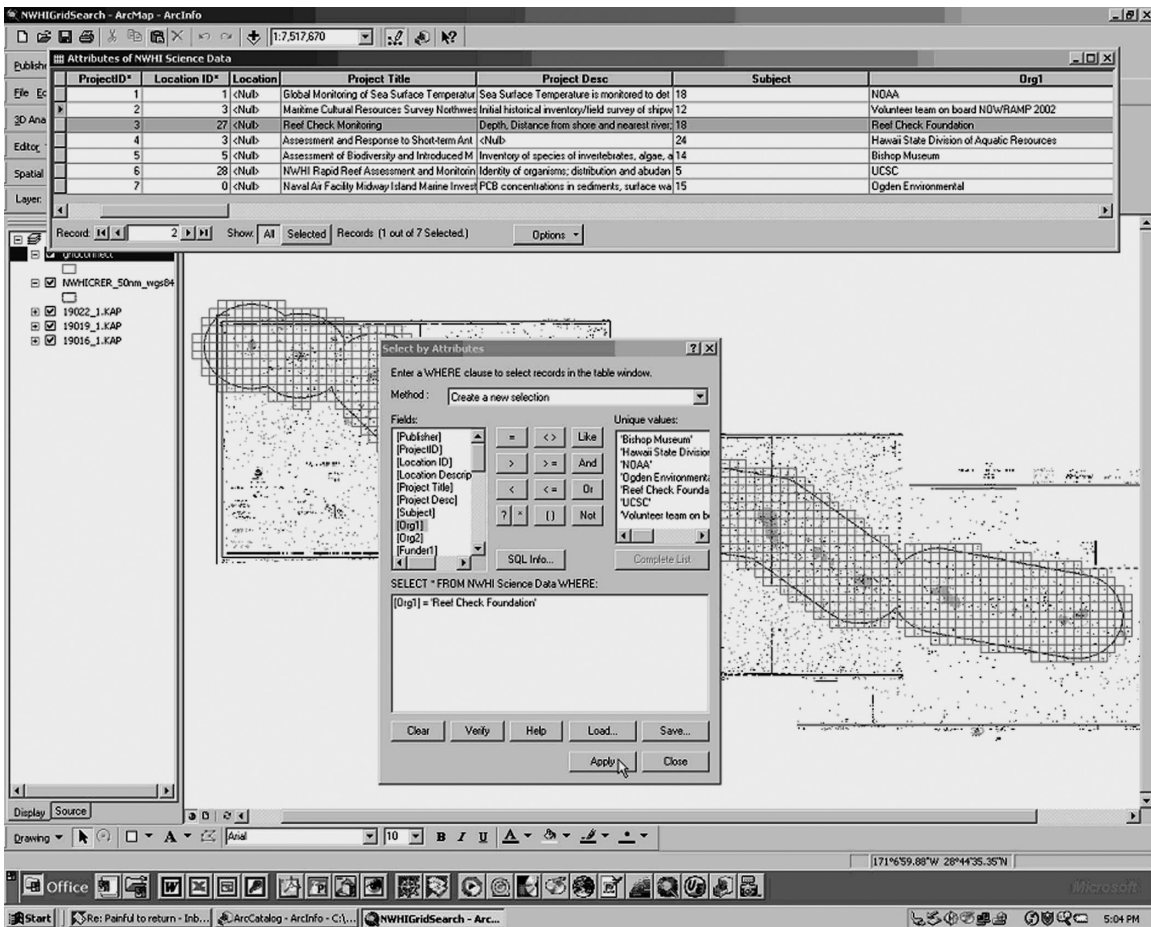 NWHIGridSearch - ArcMap - ArcInfo
1:7,517,670
Publishe
Attributes of NWHI Science Data
ProjectID* Location ID* Location Project Title Project Desc Subject Org1
1 1 <Null> Global Monitoring of Sea Surface Temperatur Sea Surface Temperature is monitored to det 18 NOAA
2 3 <Null> Maritime Cultural Resources Survey Northwes Initial historical inventory/field survey of shipw 12 Volunteer team on board NOWRAMP 2002
3 27 <Null> Reef Check Monitoring Depth, Distance from shore and nearest river; 18 Reef Check Foundation
4 3 <Null> Assessment and Response to Short-term Ant <Null> 24 Hawaii State Division of Aquatic Resources
5 5 <Null> Assessment of Biodiversity and Introduced M Inventory of species of invertebrates, algae, a 14 Bishop Museum
6 28 <Null> NWHI Rapid Reef Assessment and Monitorin Identity of organisms; distribution and abudan 5 UCSC
7 0 <Null> Naval Air Facility Midway Island Marine Invest PCB concentrations in sediments, surface wa 15 Ogden Environmental
File Ec
3D Ana
Editor
Spatial
Layer:
Record: 2 Show: All Selected Records (1 out of 7 Selected.) Options
gridconnect
NWHICRER_50nm_wgs84
19022_1.KAP
19019_1.KAP
19016_1.KAP
Select by Attributes
Enter a WHERE clause to select records in the table window.
Method : Create a new selection
Fields: Unique values:
[Publisher]
[ProjectID]
[Location ID]
[Location Descrip
[Project Title]
[Project Desc]
[Subject]
[Org1]
[Org2]
[Funder1]
= <> Like
> >= And
< <= Or
? * () Not
SQL Info...
'Bishop Museum'
'Hawaii State Division
'NOAA'
'Ogden Environmenta
'Reef Check Founda
'UCSC'
'Volunteer team on b
Complete List
SELECT * FROM NWHI Science Data WHERE:
[Org1] = 'Reef Check Foundation'
Clear Verify Help Load... Save...
Apply Close
Display Source
Drawing A Arial 10 B I U A
171°6'59.88"W 28°44'35.35"N
Office Microsoft
Start Re: Painful to return - Inb... ArcCatalog - ArcInfo - C:\... NWHIGridSearch - Arc... 5:04 PM